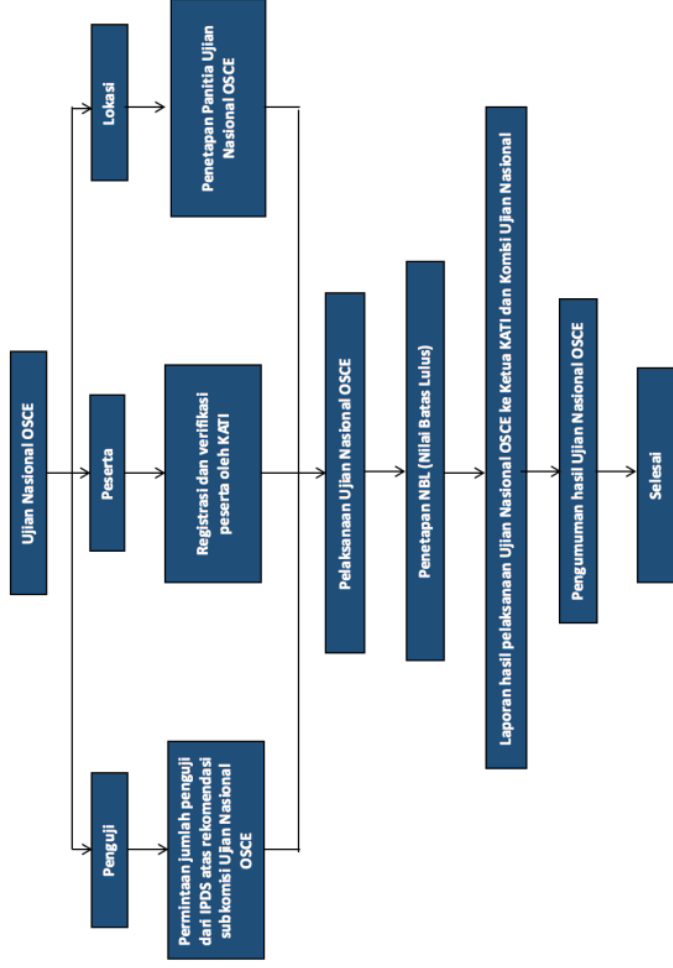 Ujian Nasional OSCE
Penguji
Peserta
Lokasi
Permintaan jumlah penguji
dari IPDS atas rekomendasi
subkomisi Ujian Nasional
OSCE
Registrasi dan verifikasi
peserta oleh KATI
Penetapan Panitia Ujian
Nasional OSCE
Pelaksanaan Ujian Nasional OSCE
Penetapan NBL (Nilai Batas Lulus)
Laporan hasil pelaksanaan Ujian Nasional OSCE ke Ketua KATI dan Komisi Ujian Nasional
Pengumuman hasil Ujian Nasional OSCE
Selesai